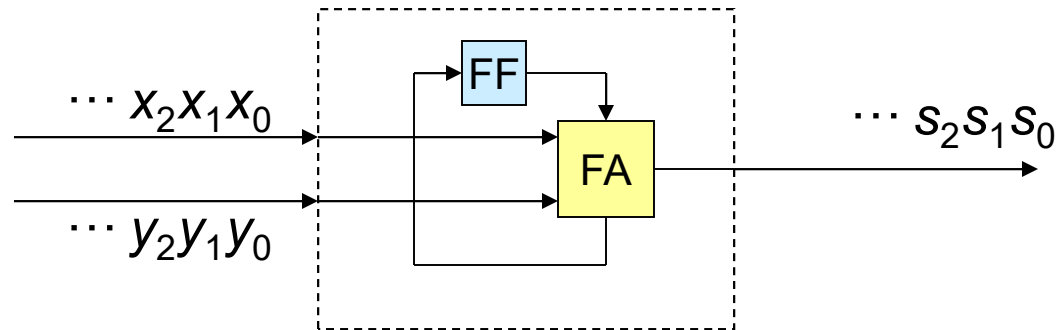 FF
⋯ x₂x₁x₀
⋯ s₂s₁s₀
FA
⋯ y₂y₁y₀